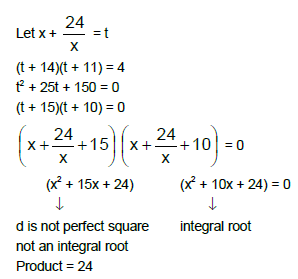 Let x + 24/x = t
(t + 14)(t + 11) = 4
t² + 25t + 150 = 0
(t + 15)(t + 10) = 0
(x + 24/x + 15)(x + 24/x + 10) = 0
(x² + 15x + 24) (x² + 10x + 24) = 0
↓ ↓
d is not perfect square integral root
not an integral root
Product = 24